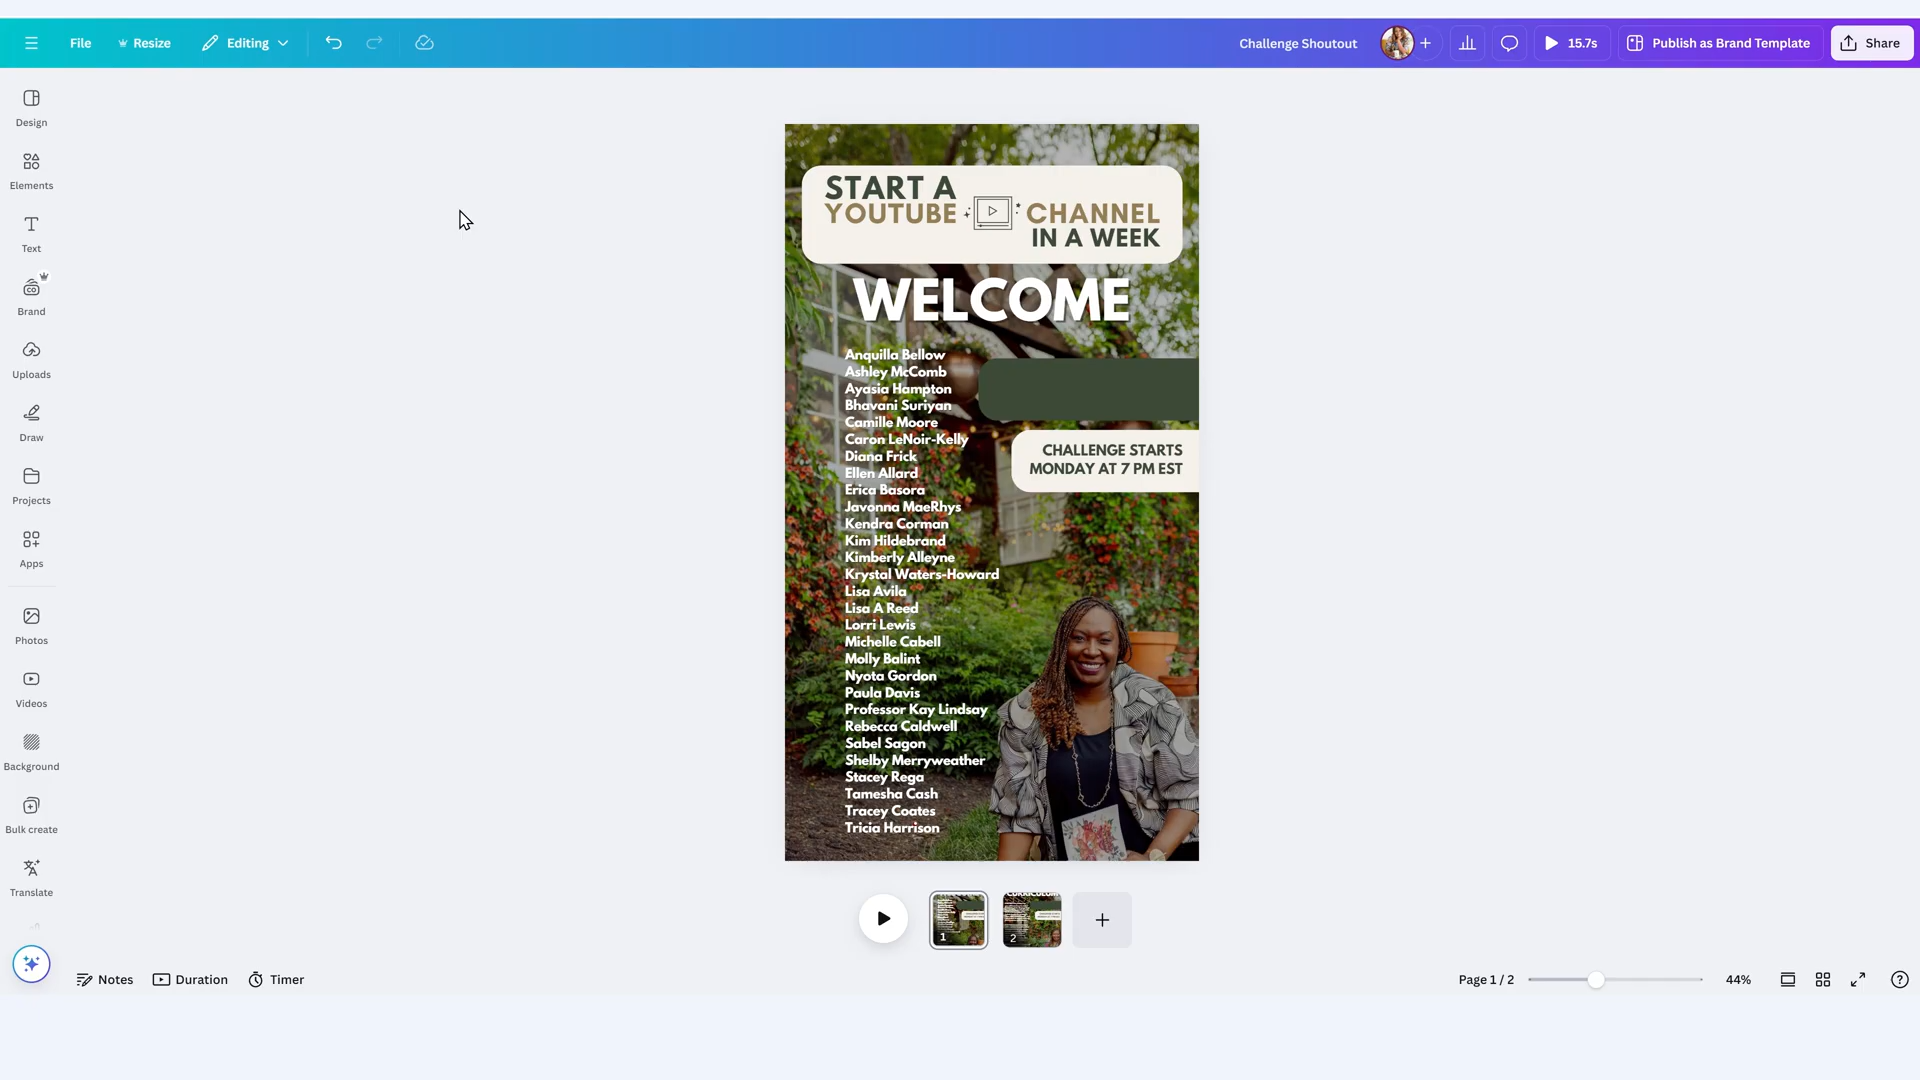 File
Resize
Editing
Challenge Shoutout
15.7s
Publish as Brand Template
Share
Design
Elements
Text
Brand
Uploads
Draw
Projects
Apps
Photos
Videos
Background
Bulk create
Translate
START A
YOUTUBE CHANNEL
IN A WEEK
WELCOME
Anquilla Bellow
Ashley McComb
Ayasia Hampton
Bhavani Suriyan
Camille Moore
Caron LeNoir-Kelly
Diana Frick
Ellen Allard
Erica Basora
Javonna MaeRhys
Kendra Corman
Kim Hildebrand
Kimberly Alleyne
Krystal Waters-Howard
Lisa Avila
Lisa A Reed
Lorri Lewis
Michelle Cabell
Molly Balint
Nyota Gordon
Paula Davis
Professor Kay Lindsay
Rebecca Caldwell
Sabel Sagon
Shelby Merryweather
Stacey Rega
Tamesha Cash
Tracey Coates
Tricia Harrison
CHALLENGE STARTS
MONDAY AT 7 PM EST
1
2
Notes
Duration
Timer
Page 1 / 2
44%